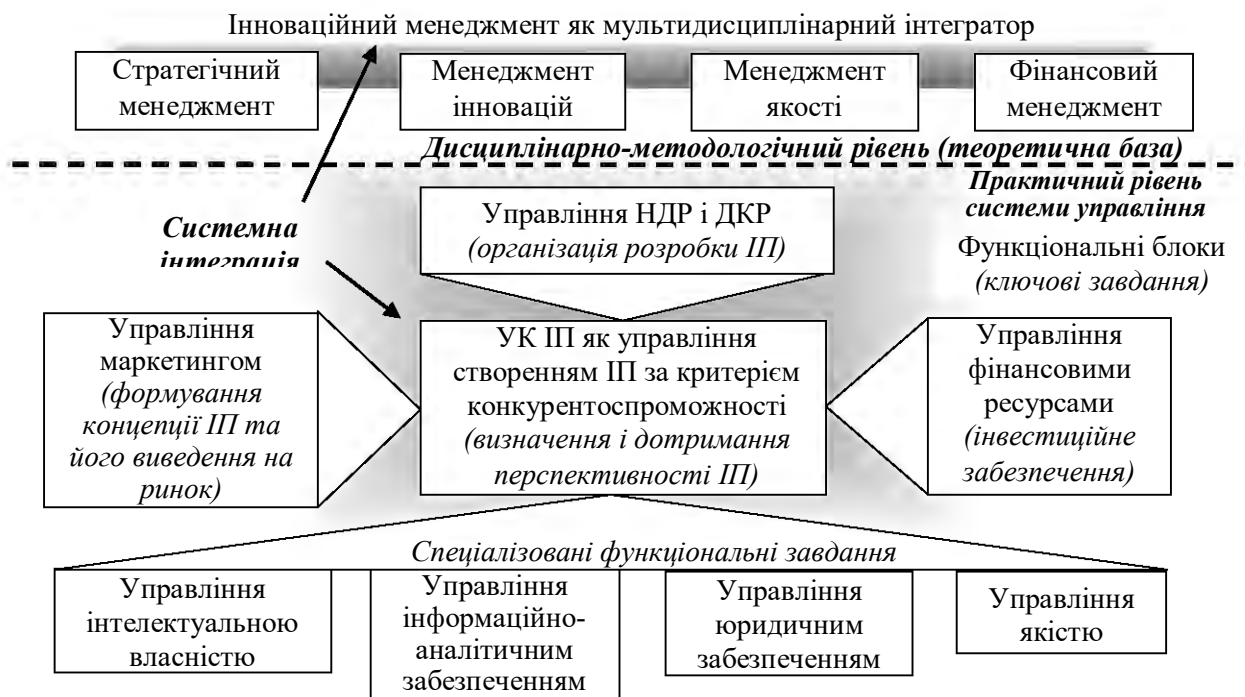 Інноваційний менеджмент як мультидисциплінарний інтегратор
Стратегічний
менеджмент
Менеджмент
інновацій
Менеджмент
якості
Фінансовий
менеджмент
Дисциплінарно-методологічний рівень (теоретична база)
Практичний рівень
системи управління
Функціональні блоки
(ключові завдання)
Системна
інтеграція
Управління НДР і ДКР
(організація розробки ІП)
Управління
маркетингом
(формування
концепції ІП та
його виведення на
ринок)
УК ІП як управління
створенням ІП за критерієм
конкурентоспроможності
(визначення і дотримання
перспективності ІП)
Управління
фінансовими
ресурсами
(інвестиційне
забезпечення)
Спеціалізовані функціональні завдання
Управління
інтелектуальною
власністю
Управління
інформаційно-
аналітичним
забезпеченням
Управління
юридичним
забезпеченням
Управління
якістю